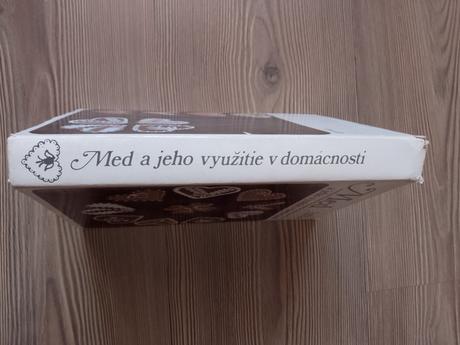 Med a jeho využitie v domácnosti